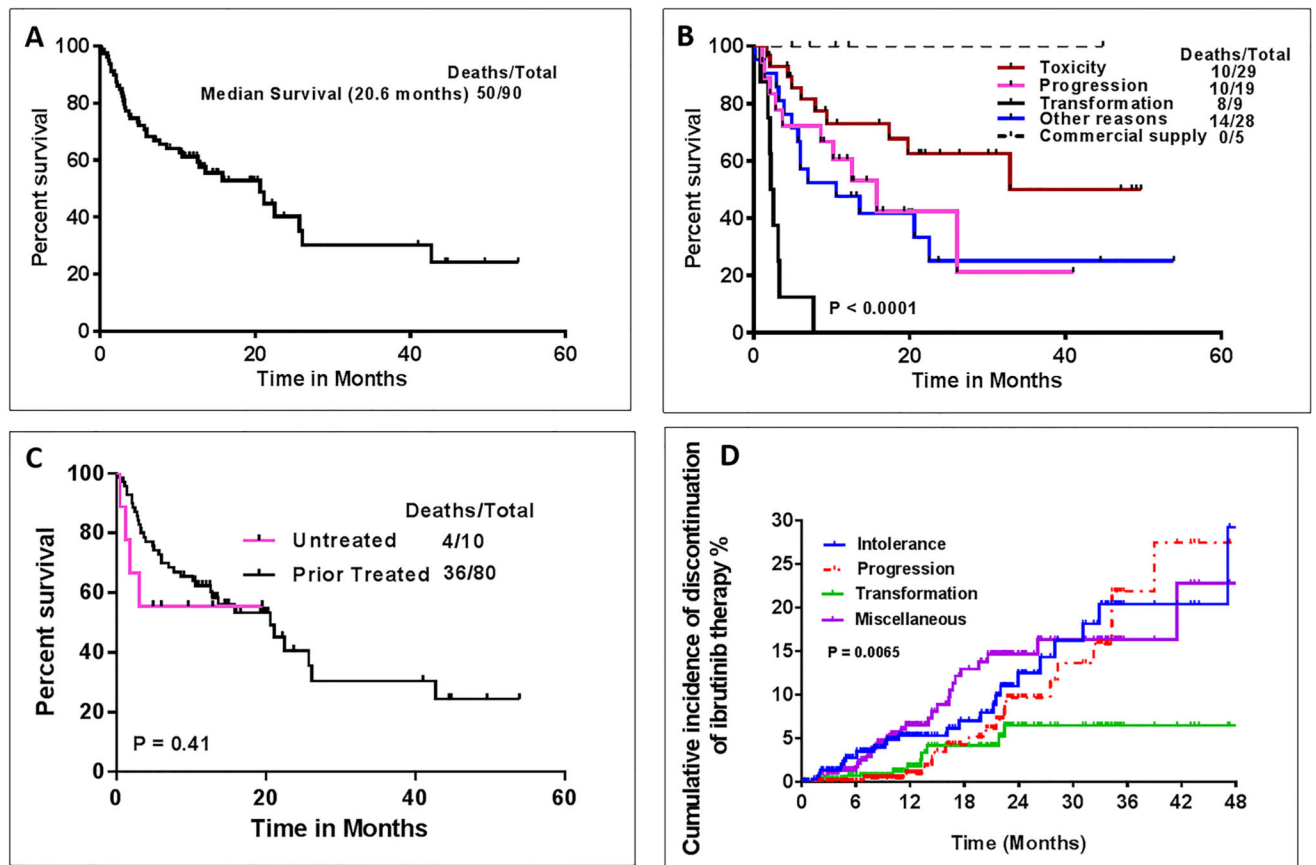 A
100
80
60
40
20
0
Percent survival
Deaths/Total
Median Survival (20.6 months) 50/90
0 20 40 60
Time in Months
B
100
80
60
40
20
0
Percent survival
Deaths/Total
Toxicity 10/29
Progression 10/19
Transformation 8/9
Other reasons 14/28
Commercial supply 0/5
P < 0.0001
0 20 40 60
Time in Months
C
100
80
60
40
20
0
Percent survival
Deaths/Total
Untreated 4/10
Prior Treated 36/80
P = 0.41
0 20 40 60
Time in Months
D
Cumulative incidence of discontinuation
of ibrutinib therapy %
30
25
20
15
10
5
0
Intolerance
Progression
Transformation
Miscellaneous
P = 0.0065
0 6 12 18 24 30 36 42 48
Time (Months)